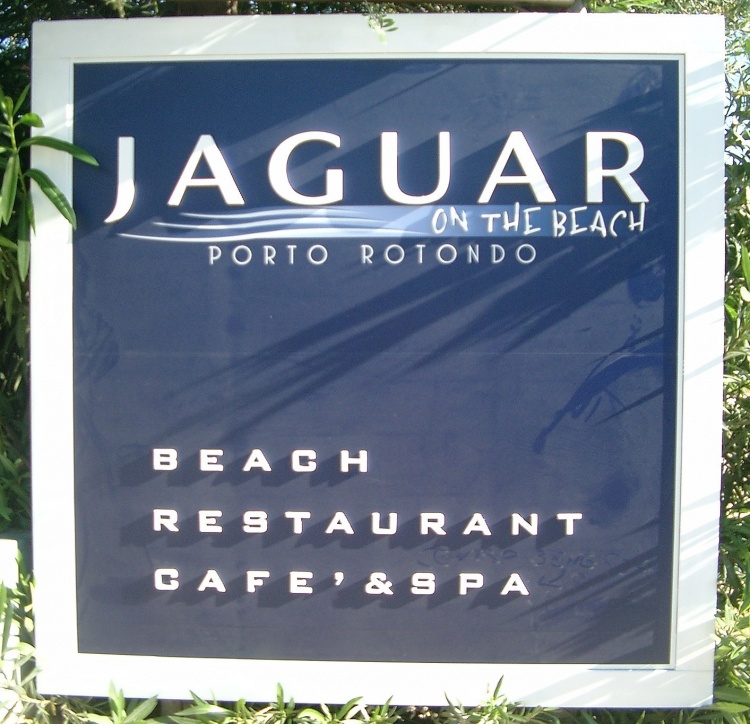 JAGUAR
ON THE BEACH
PORTO ROTONDO
BEACH
RESTAURANT
CAFE'&SPA